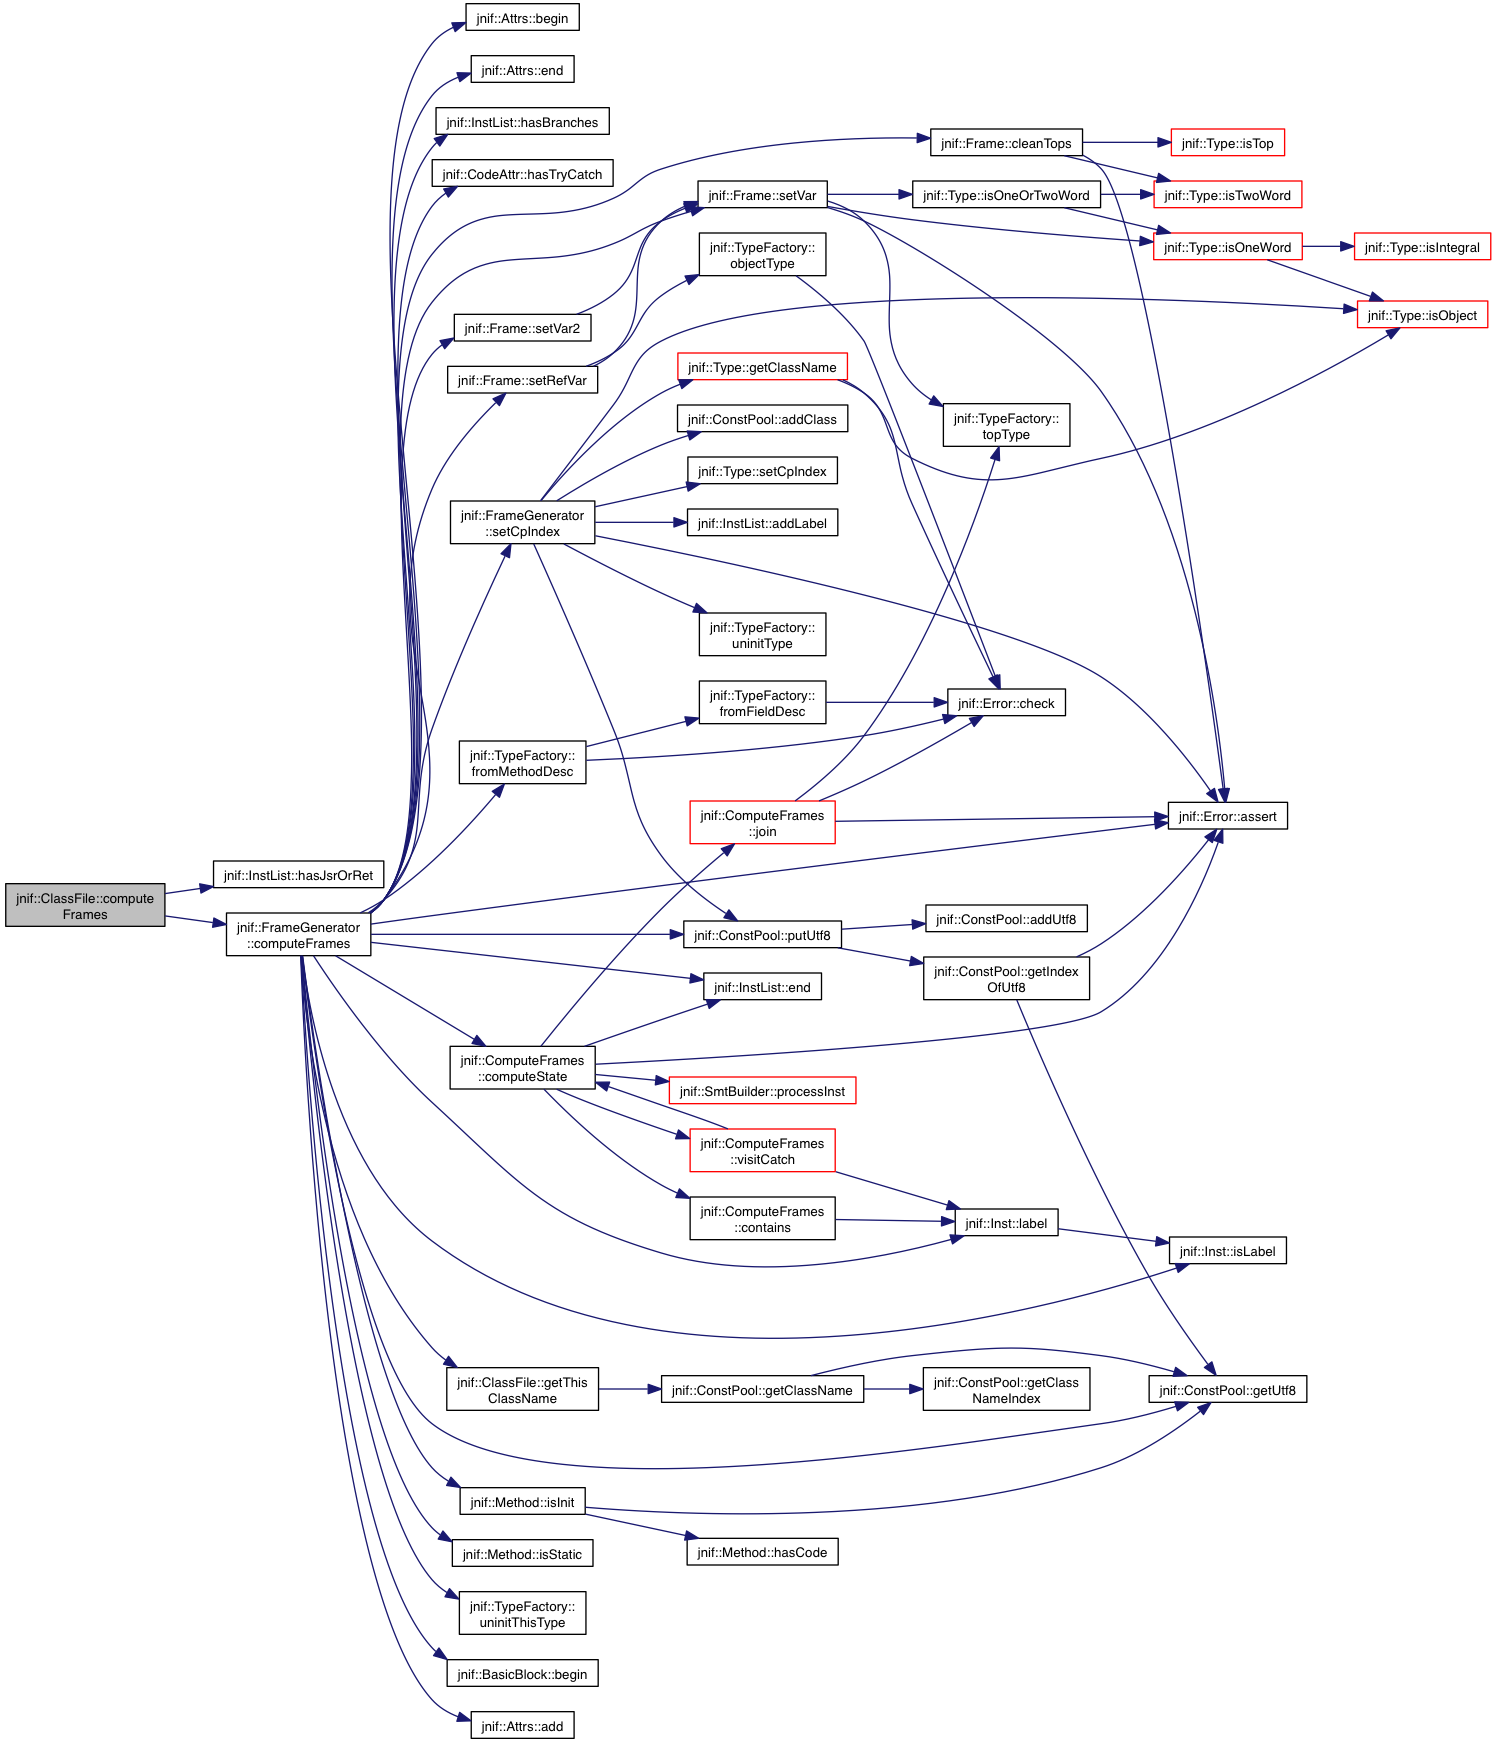 jnif::Attrs::begin
jnif::Attrs::end
jnif::InstList::hasBranches
jnif::Frame::cleanTops
jnif::Type::isTop
jnif::CodeAttr::hasTryCatch
jnif::Frame::setVar
jnif::Type::isOneOrTwoWord
jnif::Type::isTwoWord
jnif::TypeFactory::
objectType
jnif::Type::isOneWord
jnif::Type::isIntegral
jnif::Frame::setVar2
jnif::Type::isObject
jnif::Frame::setRefVar
jnif::Type::getClassName
jnif::ConstPool::addClass
jnif::TypeFactory::
topType
jnif::Type::setCpIndex
jnif::FrameGenerator
::setCpIndex
jnif::InstList::addLabel
jnif::TypeFactory::
uninitType
jnif::TypeFactory::
fromFieldDesc
jnif::Error::check
jnif::TypeFactory::
fromMethodDesc
jnif::ComputeFrames
::join
jnif::Error::assert
jnif::InstList::hasJsrOrRet
jnif::ClassFile::compute
Frames
jnif::FrameGenerator
::computeFrames
jnif::ConstPool::putUtf8
jnif::ConstPool::addUtf8
jnif::ConstPool::getIndex
OfUtf8
jnif::InstList::end
jnif::ComputeFrames
::computeState
jnif::SmtBuilder::processInst
jnif::ComputeFrames
::visitCatch
jnif::ComputeFrames
::contains
jnif::Inst::label
jnif::Inst::isLabel
jnif::ClassFile::getThis
ClassName
jnif::ConstPool::getClassName
jnif::ConstPool::getClass
NameIndex
jnif::ConstPool::getUtf8
jnif::Method::isInit
jnif::Method::isStatic
jnif::Method::hasCode
jnif::TypeFactory::
uninitThisType
jnif::BasicBlock::begin
jnif::Attrs::add